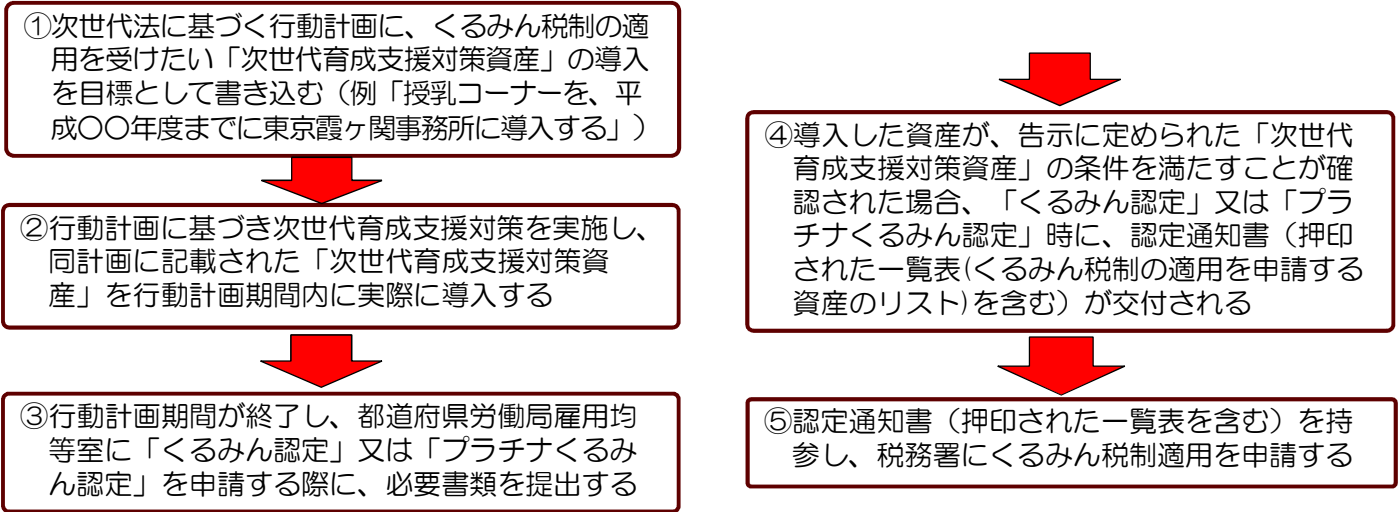 ①次世代法に基づく行動計画に、くるみん税制の適
用を受けたい「次世代育成支援対策資産」の導入
を目標として書き込む（例「授乳コーナーを、平
成〇〇年度までに東京霞ヶ関事務所に導入する」）
②行動計画に基づき次世代育成支援対策を実施し、
同計画に記載された「次世代育成支援対策資
産」を行動計画期間内に実際に導入する
③行動計画期間が終了し、都道府県労働局雇用均
等室に「くるみん認定」又は「プラチナくるみ
ん認定」を申請する際に、必要書類を提出する
④導入した資産が、告示に定められた「次世代
育成支援対策資産」の条件を満たすことが確
認された場合、「くるみん認定」又は「プラ
チナくるみん認定」時に、認定通知書（押印
された一覧表(くるみん税制の適用を申請する
資産のリスト)を含む）が交付される
⑤認定通知書（押印された一覧表を含む）を持
参し、税務署にくるみん税制適用を申請する